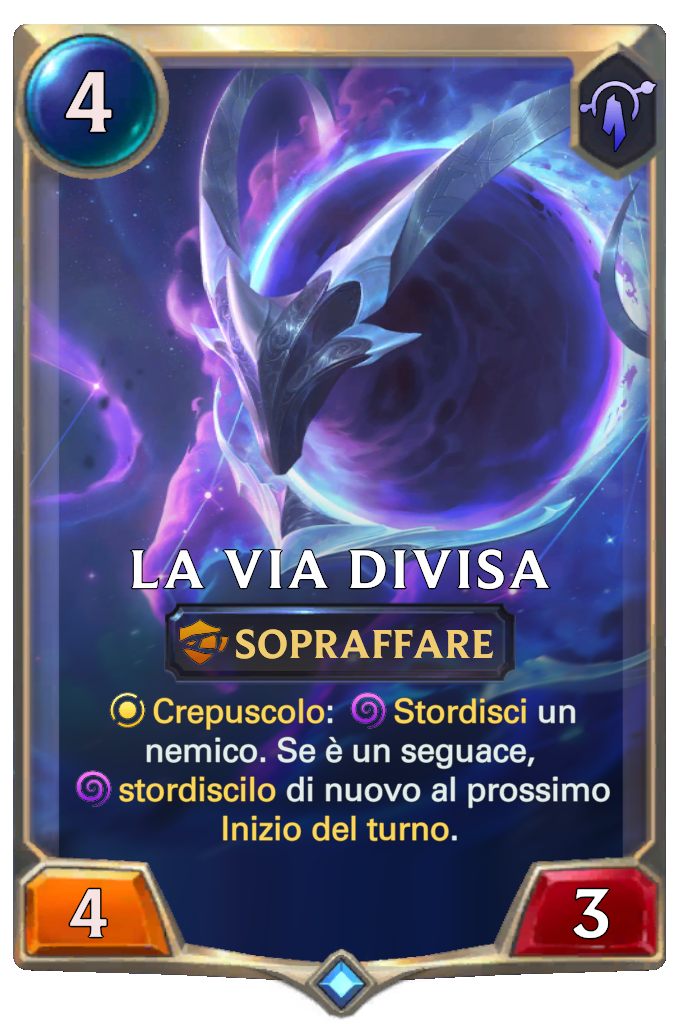 4
LA VIA DIVISA
SOPRAFFARE
Crepuscolo: Stordisci un
nemico. Se è un seguace,
stordiscilo di nuovo al prossimo
Inizio del turno.
4
3